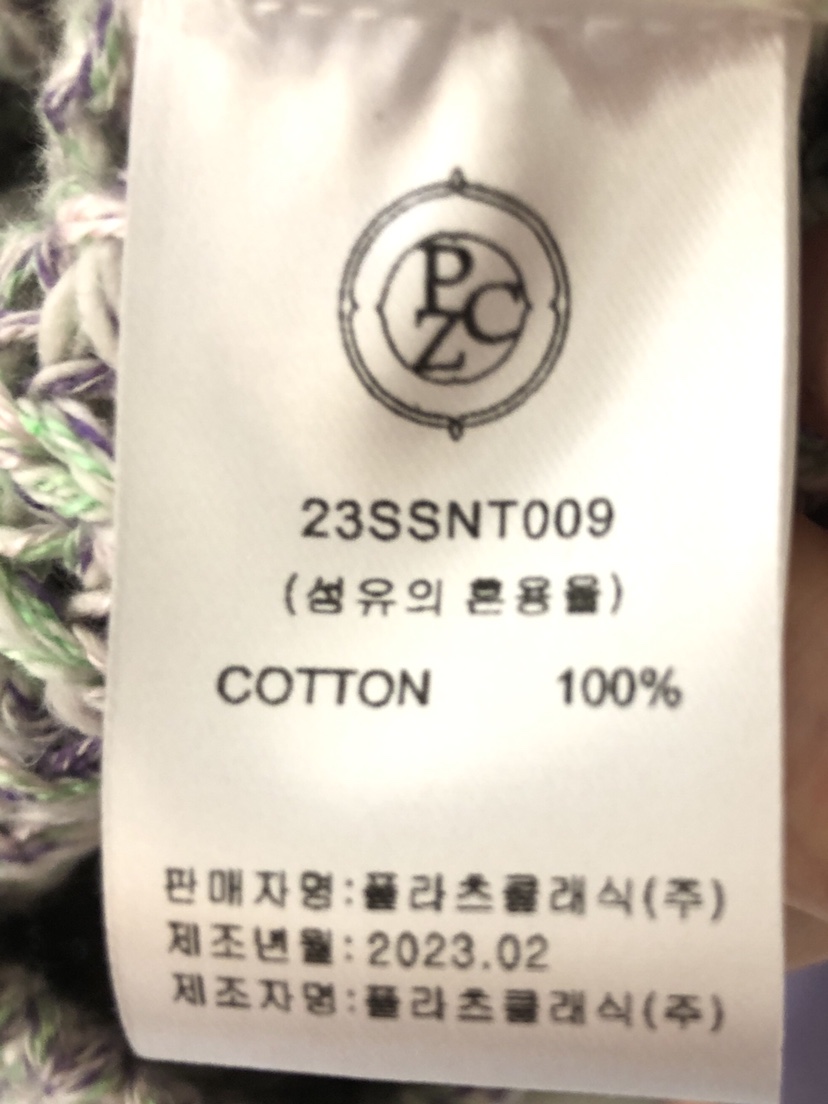 P
C
Z
23SSNT009
(섬유의 혼용율)
COTTON 100%
판매자명:플라츠클래식(주)
제조년월:2023.02
제조자명:플라츠클래식(주)